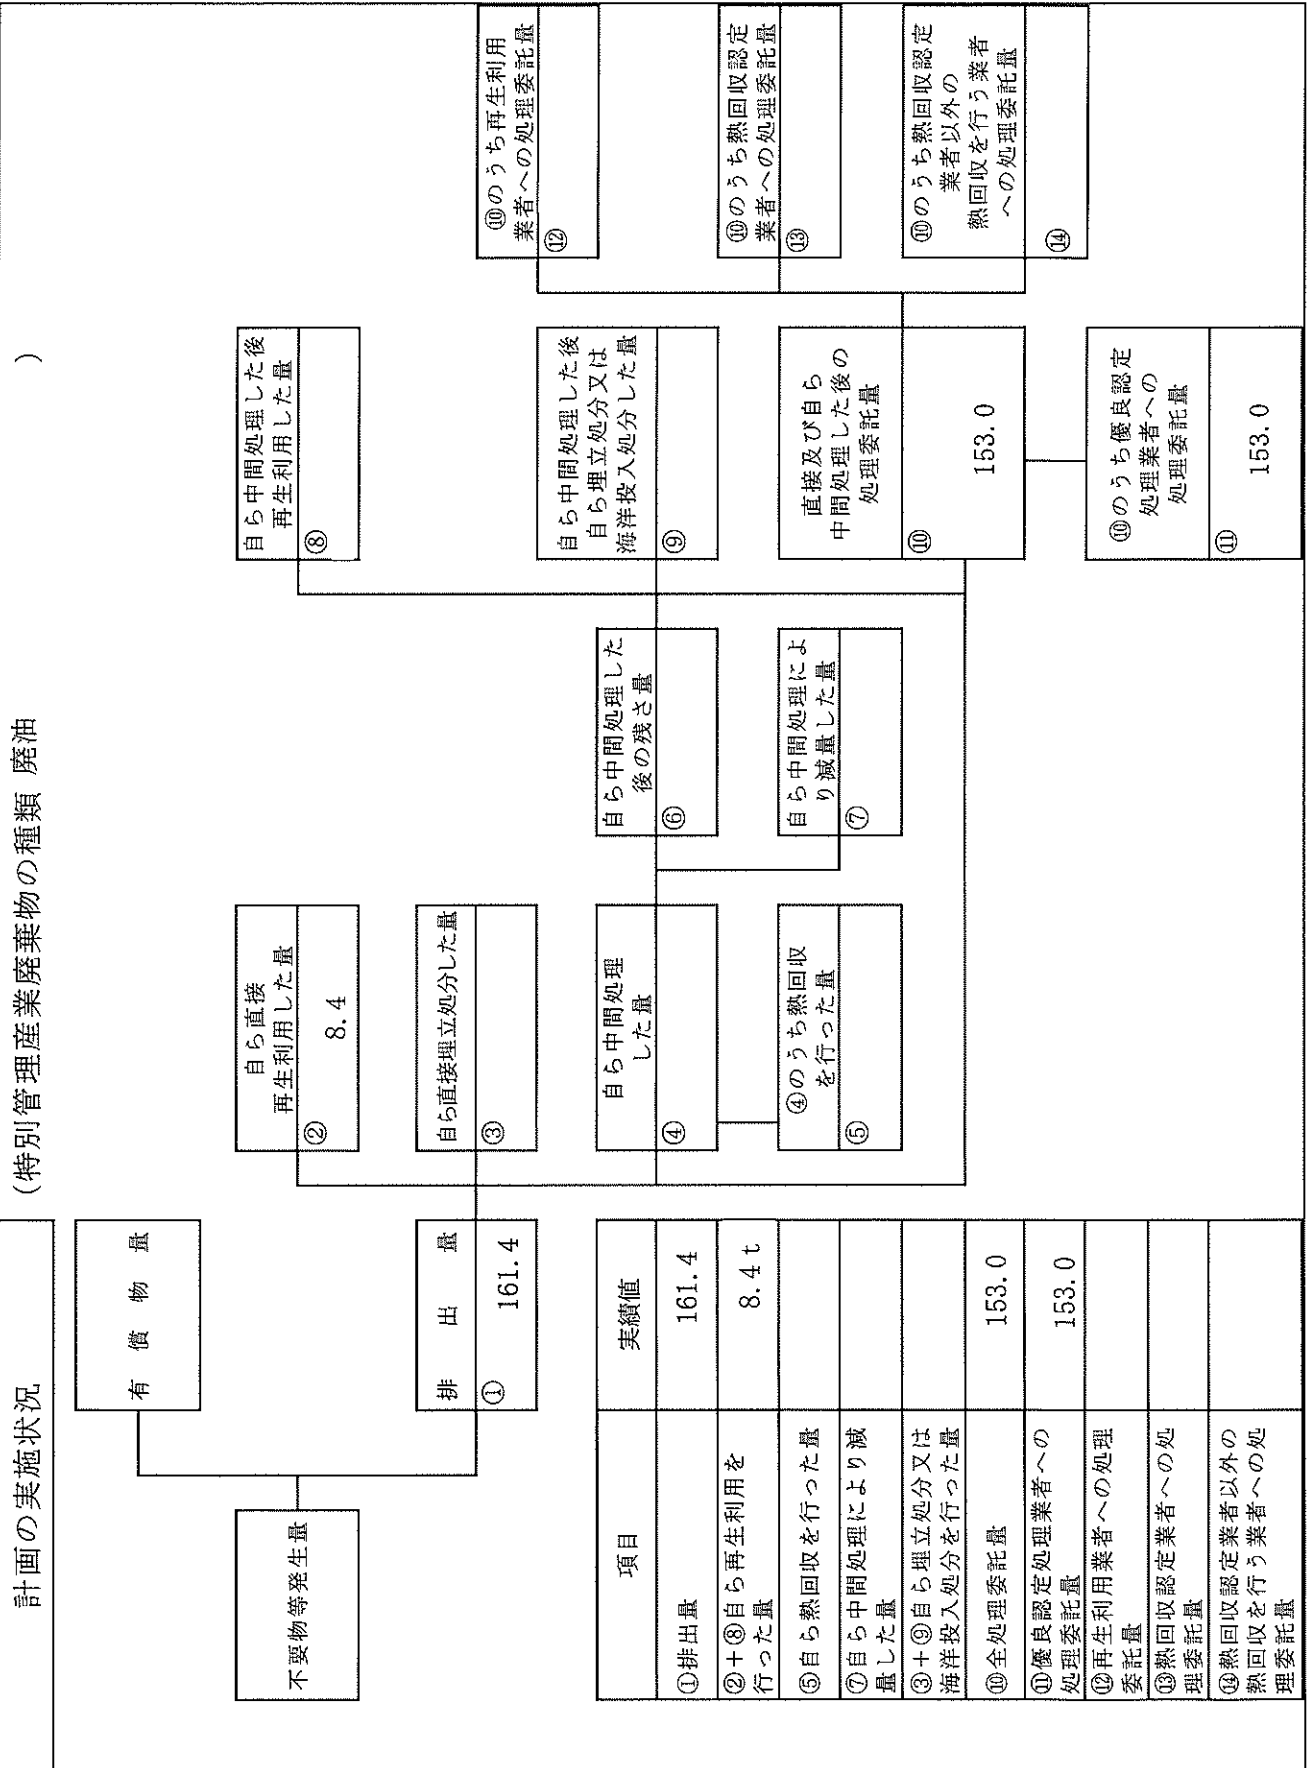 計画の実施状況
(特別管理産業廃棄物の種類 廃油 )
不要物等発生量
有 償 物 量
排 出 量
① 161.4
自ら直接
再生利用した量
② 8.4
自ら直接埋立処分した量
③
自ら中間処理
した量
④
④のうち熱回収
を行った量
⑤
自ら中間処理した
後の残さ量
⑥
自ら中間処理によ
り減量した量
⑦
自ら中間処理した後
再生利用した量
⑧
自ら中間処理した後
自ら埋立処分又は
海洋投入処分した量
⑨
直接及び自ら
中間処理した後の
処理委託量
⑩ 153.0
⑩のうち優良認定
処理業者への
処理委託量
⑪ 153.0
⑩のうち再生利用
業者への処理委託量
⑫
⑩のうち熱回収認定
業者への処理委託量
⑬
⑩のうち熱回収認定
業者以外の
熱回収を行う業者
への処理委託量
⑭
項目 実績値
①排出量 161.4
②+⑧自ら再生利用を
行った量 8.4 t
⑤自ら熱回収を行った量
⑦自ら中間処理により減
量した量
③+⑨自ら埋立処分又は
海洋投入処分を行った量
⑩全処理委託量 153.0
⑪優良認定処理業者への
処理委託量 153.0
⑫再生利用業者への処理
委託量
⑬熱回収認定業者への処
理委託量
⑭熱回収認定業者以外の
熱回収を行う業者への処
理委託量